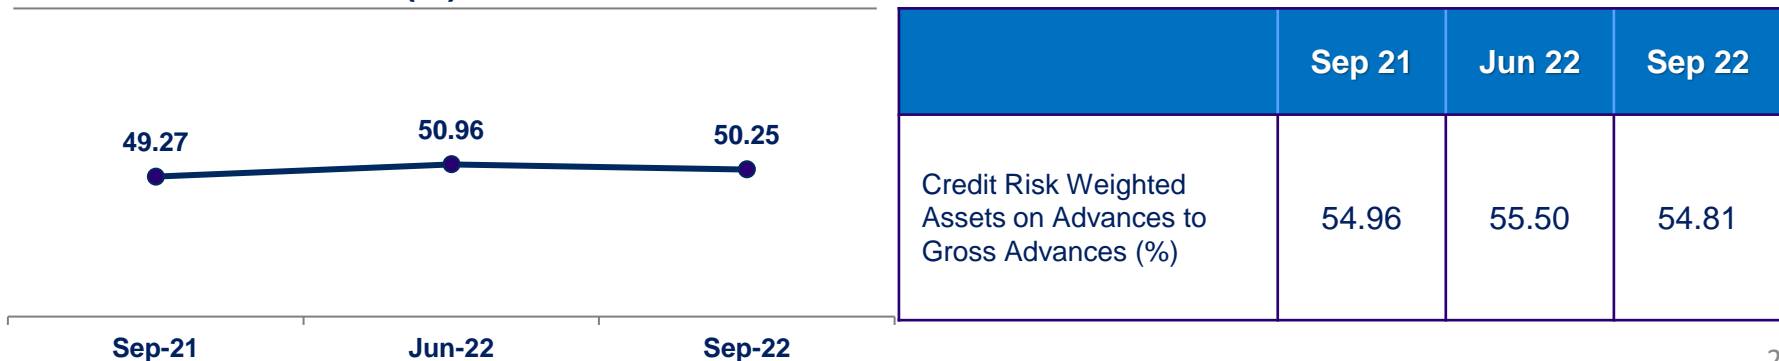 49.27
50.96
50.25
Sep-21
Jun-22
Sep-22
Sep 21
Jun 22
Sep 22
Credit Risk Weighted
Assets on Advances to
Gross Advances (%)
54.96
55.50
54.81